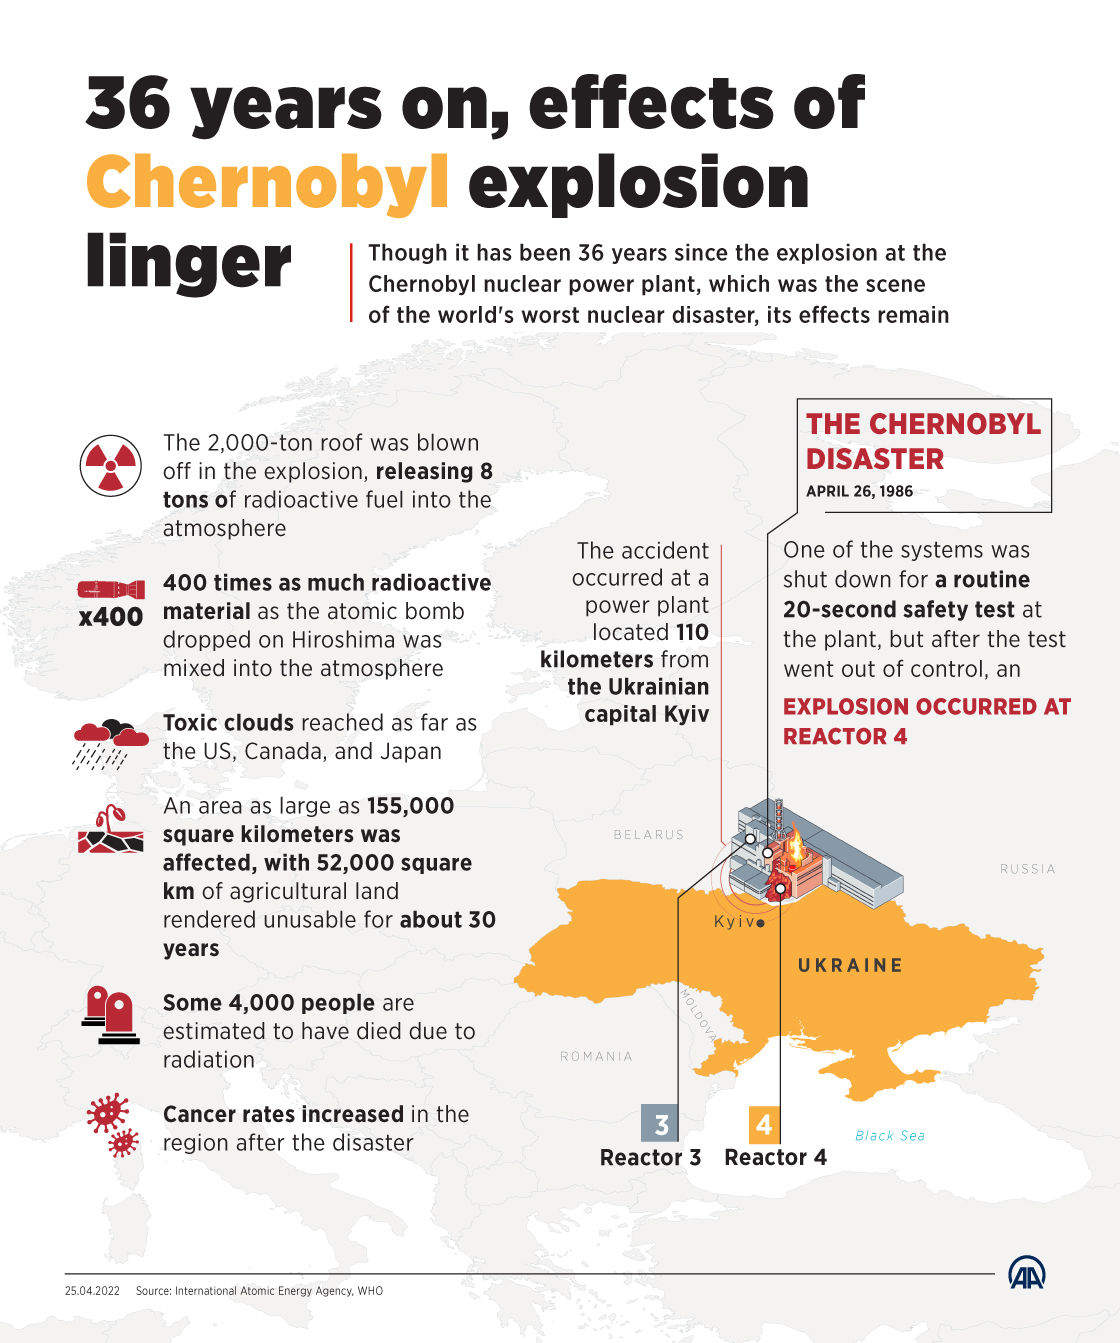 36 years on, effects of
Chernobyl explosion
linger
Though it has been 36 years since the explosion at the
Chernobyl nuclear power plant, which was the scene
of the world's worst nuclear disaster, its effects remain
The 2,000-ton roof was blown
off in the explosion, releasing 8
tons of radioactive fuel into the
atmosphere
x400
400 times as much radioactive
material as the atomic bomb
dropped on Hiroshima was
mixed into the atmosphere
Toxic clouds reached as far as
the US, Canada, and Japan
An area as large as 155,000
square kilometers was
affected, with 52,000 square
km of agricultural land
rendered unusable for about 30
years
Some 4,000 people are
estimated to have died due to
radiation
Cancer rates increased in the
region after the disaster
THE CHERNOBYL
DISASTER
APRIL 26, 1986
The accident
occurred at a
power plant
located 110
kilometers from
the Ukrainian
capital Kyiv
One of the systems was
shut down for a routine
20-second safety test at
the plant, but after the test
went out of control, an
EXPLOSION OCCURRED AT
REACTOR 4
BELARUS
RUSSIA
Kyiv
UKRAINE
MOLDOVA
ROMANIA
Black Sea
3
Reactor 3
4
Reactor 4
25.04.2022 Source: International Atomic Energy Agency, WHO
AA